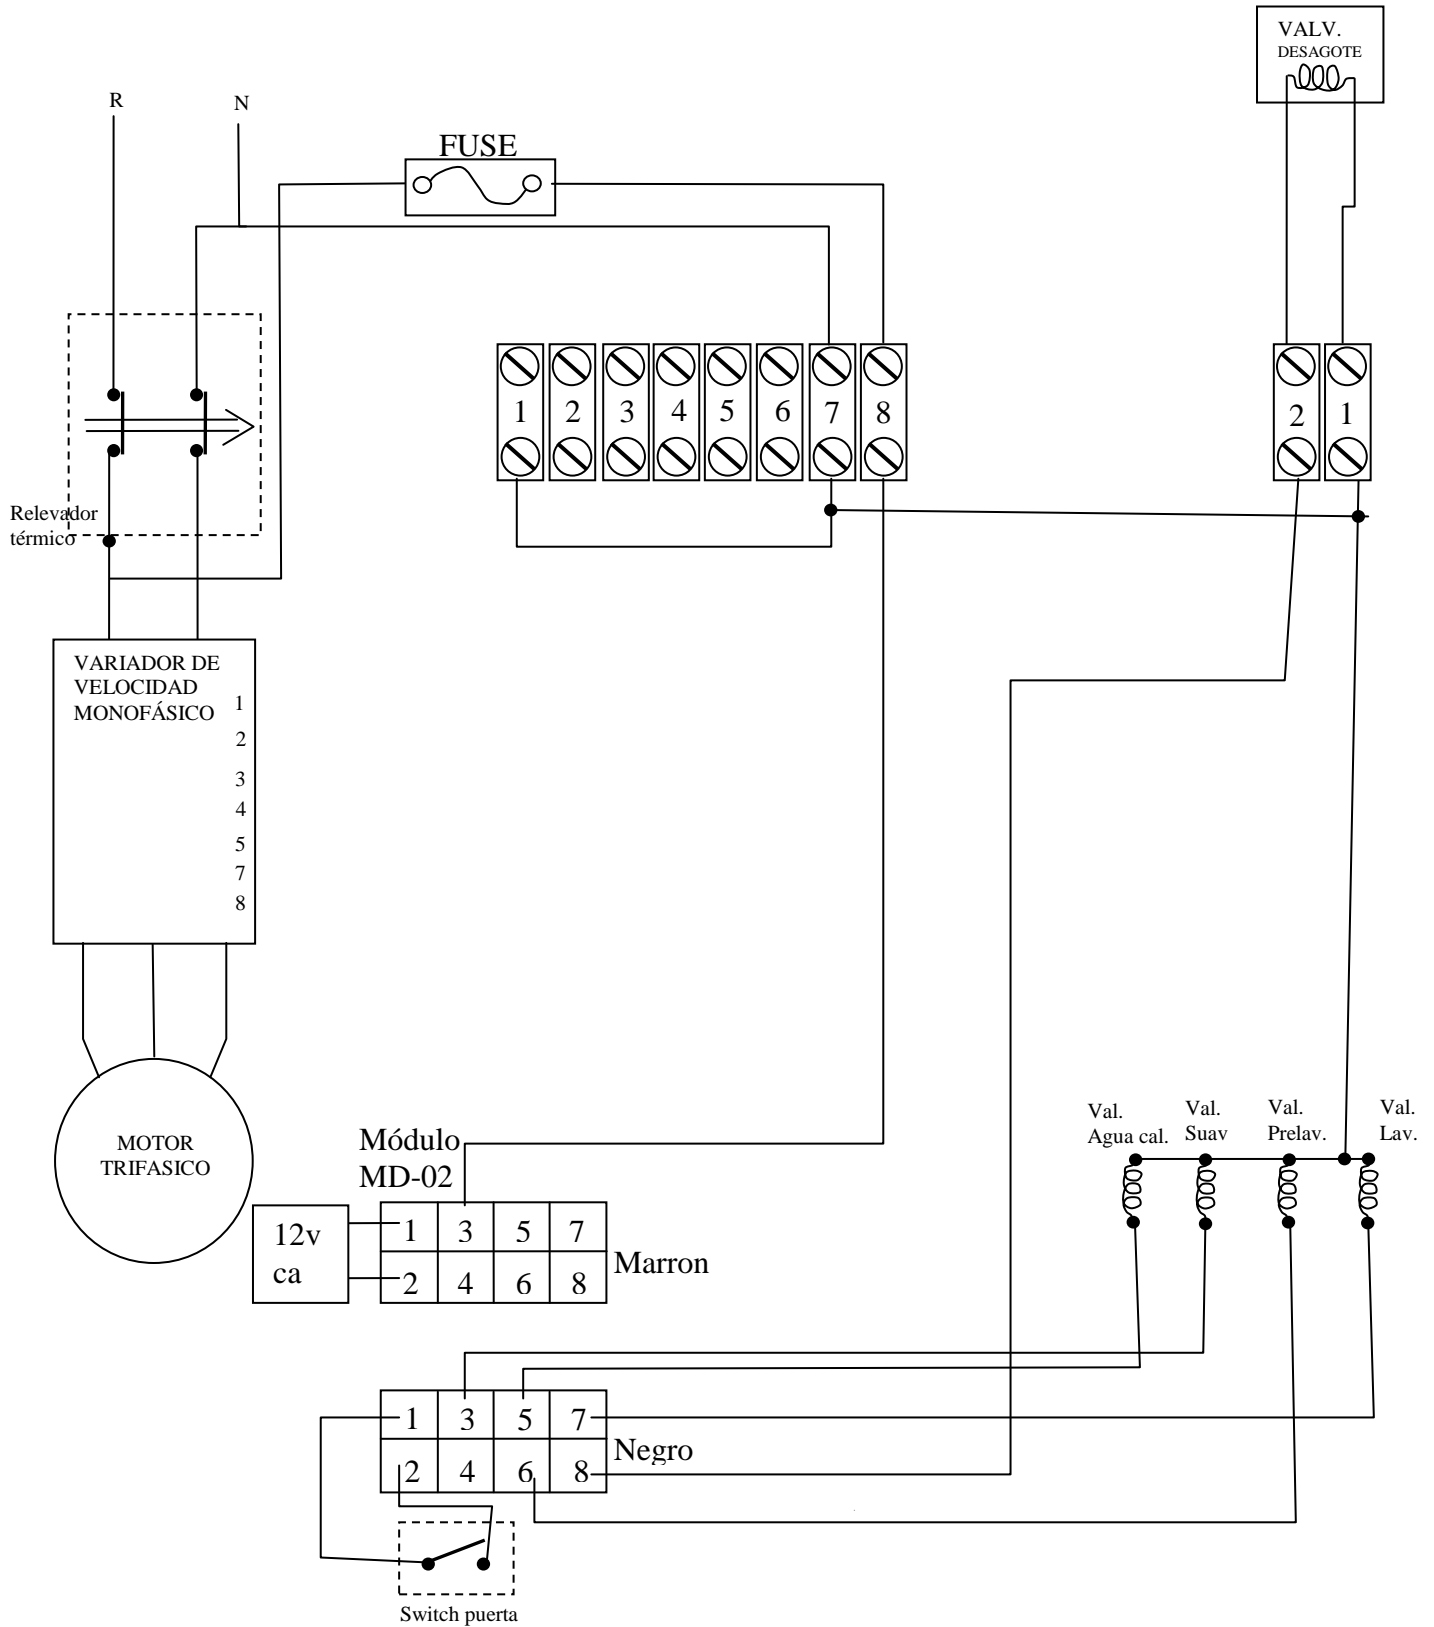 VALV.
DESAGOTE
R
N
FUSE
1
2
3
4
5
6
7
8
2
1
Relevador
térmico
VARIADOR DE
VELOCIDAD
MONOFÁSICO
1
2
3
4
5
7
8
MOTOR
TRIFASICO
Val.
Agua cal.
Val.
Suav
Val.
Prelav.
Val.
Lav.
Módulo
MD-02
12v
ca
1 3 5 7
2 4 6 8
Marron
1 3 5 7
2 4 6 8
Negro
Switch puerta